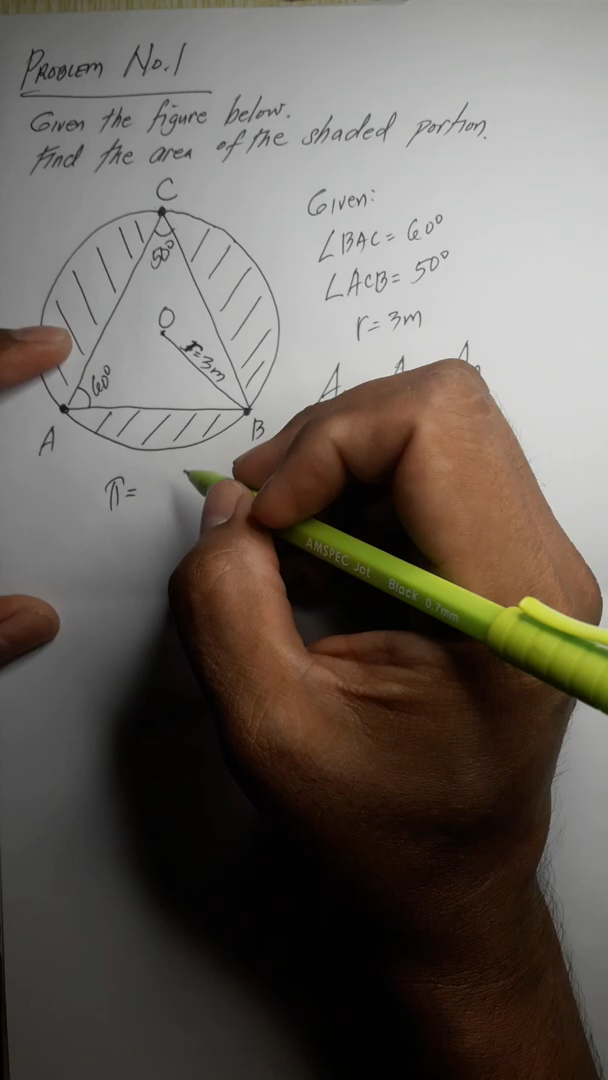 PROBLEM No.1
Given the figure below.
Find the area of the shaded portion.
C
50°
O
r=3m
60°
A
B
Given:
∠BAC = 60°
∠ACB = 50°
r = 3m
A A A
π=
AMSPEC Jot Black 0.7mm